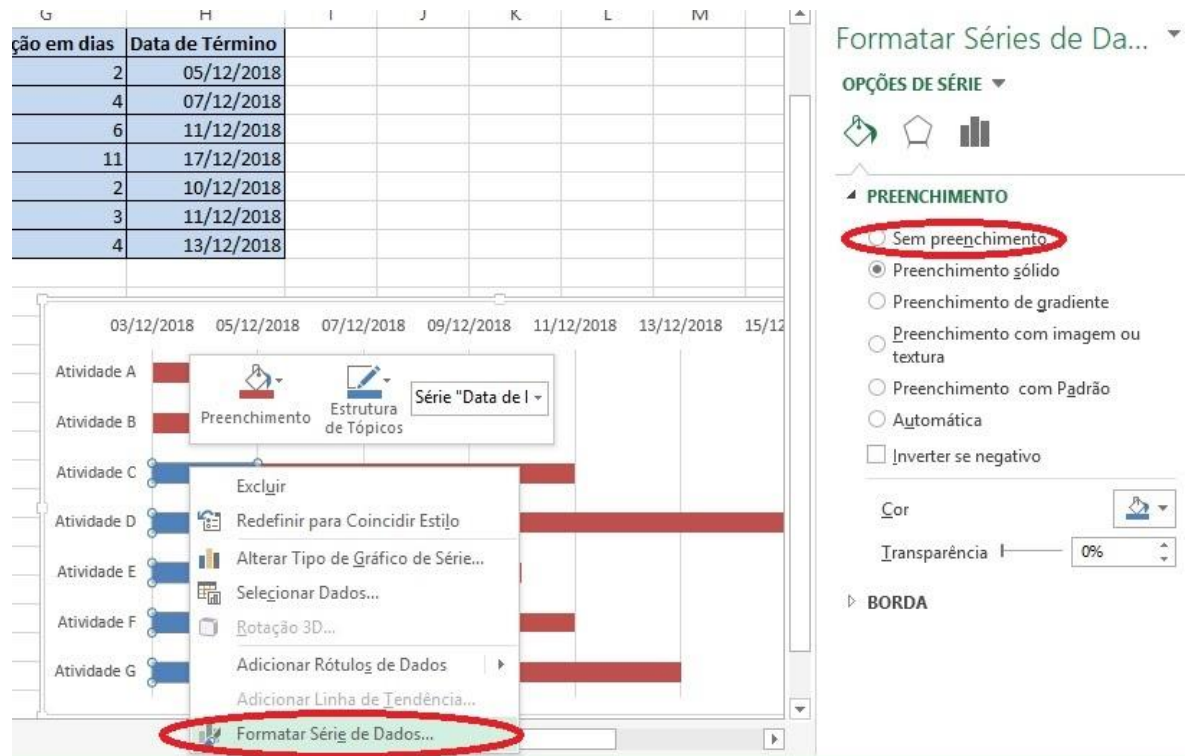 G H I J K L M
ção em dias Data de Término
2 05/12/2018
4 07/12/2018
6 11/12/2018
11 17/12/2018
2 10/12/2018
3 11/12/2018
4 13/12/2018
03/12/2018 05/12/2018 07/12/2018 09/12/2018 11/12/2018 13/12/2018 15/12
Atividade A
Atividade B
Atividade C
Atividade D
Atividade E
Atividade F
Atividade G
Preenchimento
Estrutura
de Tópicos
Série "Data de I
Excluir
Redefinir para Coincidir Estilo
Alterar Tipo de Gráfico de Série...
Selecionar Dados...
Rotação 3D...
Adicionar Rótulos de Dados
Adicionar Linha de Tendência...
Formatar Série de Dados...
Formatar Séries de Da...
OPÇÕES DE SÉRIE
PREENCHIMENTO
Sem preenchimento
Preenchimento sólido
Preenchimento de gradiente
Preenchimento com imagem ou
textura
Preenchimento com Padrão
Automática
Inverter se negativo
Cor
Transparência 0%
BORDA